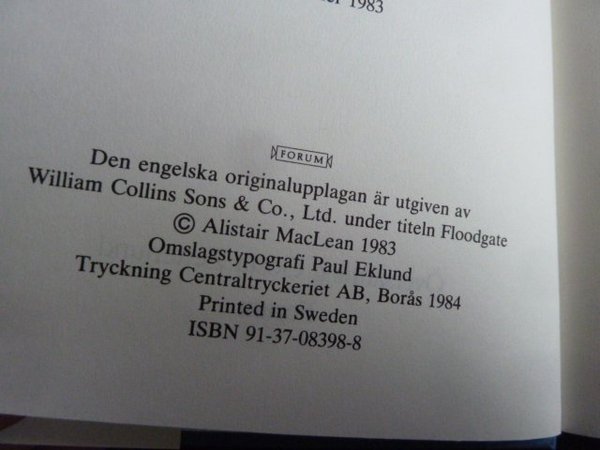 1983
FORUM
Den engelska originalupplagan är utgiven av
William Collins Sons & Co., Ltd. under titeln Floodgate
© Alistair MacLean 1983
Omslagstypografi Paul Eklund
Tryckning Centraltryckeriet AB, Borås 1984
Printed in Sweden
ISBN 91-37-08398-8